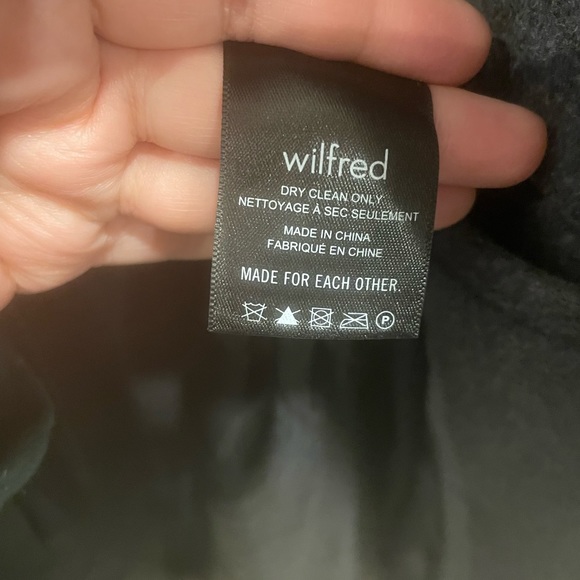 wilfred
DRY CLEAN ONLY
NETTOYAGE À SEC SEULEMENT
MADE IN CHINA
FABRIQUÉ EN CHINE
MADE FOR EACH OTHER.
P